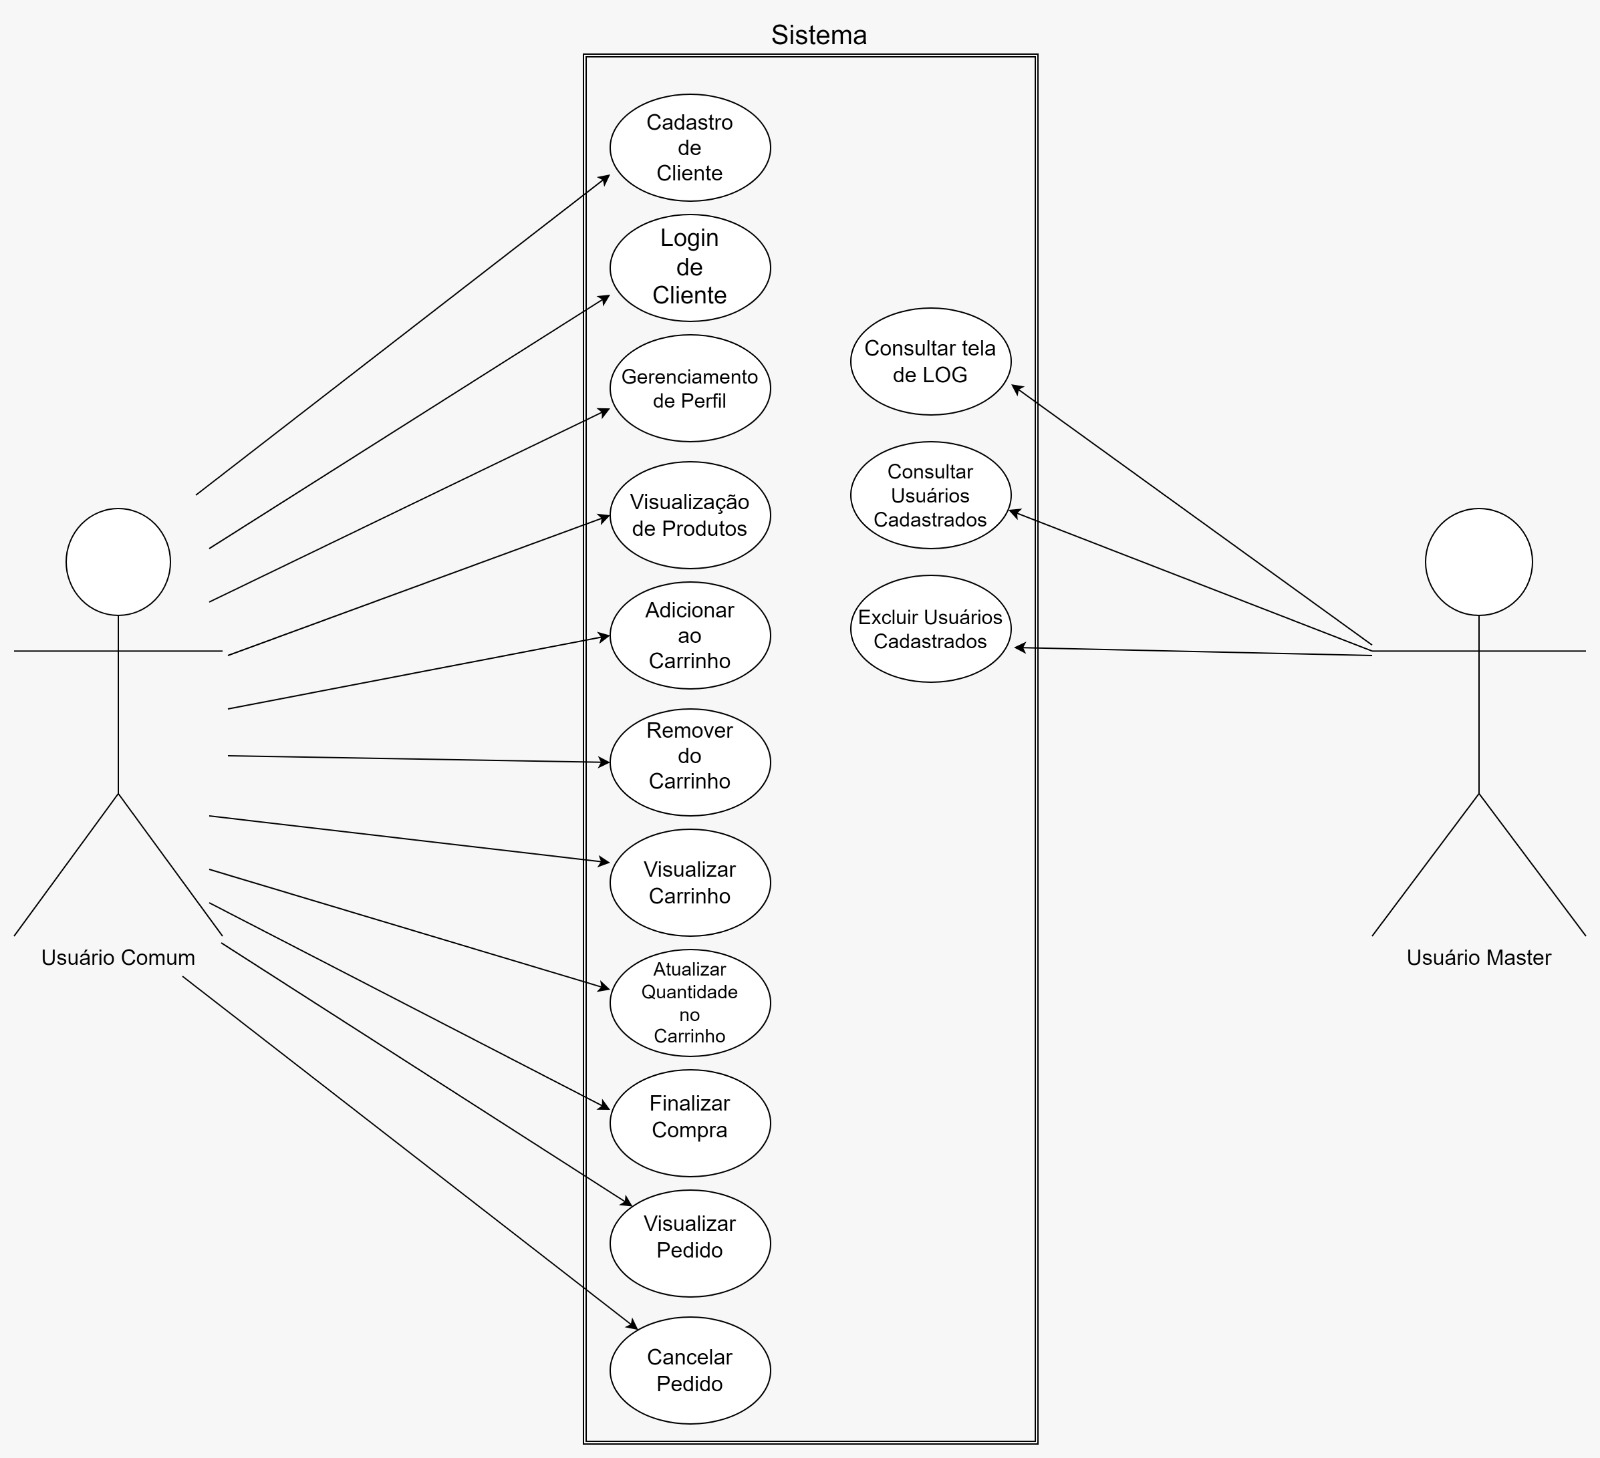 Sistema
Cadastro
de
Cliente
Login
de
Cliente
Gerenciamento
de Perfil
Visualização
de Produtos
Adicionar
ao
Carrinho
Remover
do
Carrinho
Visualizar
Carrinho
Atualizar
Quantidade
no
Carrinho
Finalizar
Compra
Visualizar
Pedido
Cancelar
Pedido
Consultar tela
de LOG
Consultar
Usuários
Cadastrados
Excluir Usuários
Cadastrados
Usuário Comum
Usuário Master